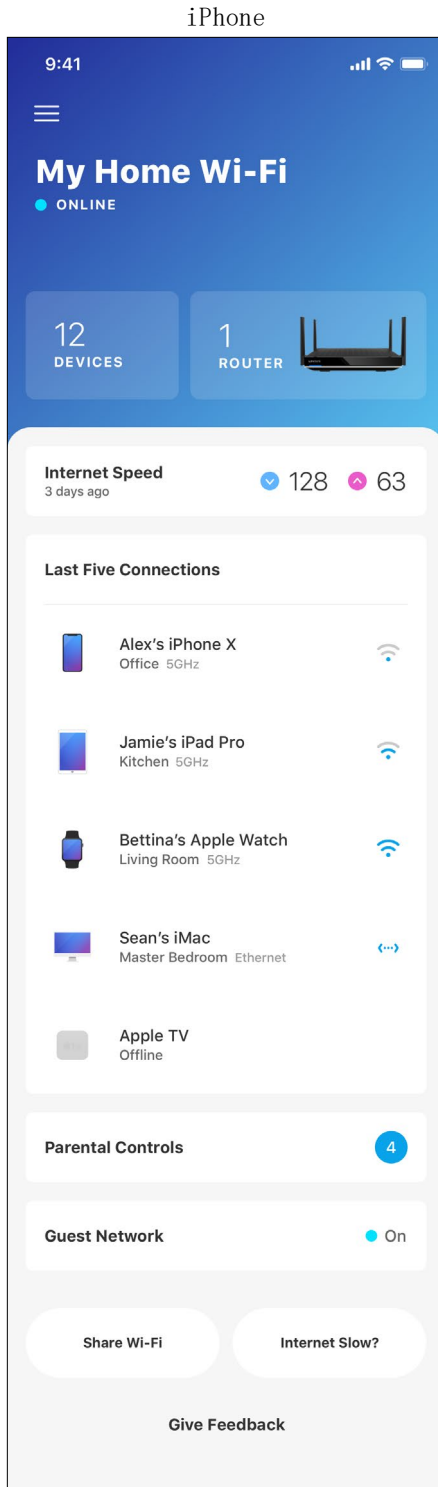 iPhone
9:41
My Home Wi-Fi
ONLINE
12
DEVICES
1
ROUTER
Internet Speed
3 days ago
128
63
Last Five Connections
Alex’s iPhone X
Office 5GHz
Jamie’s iPad Pro
Kitchen 5GHz
Bettina’s Apple Watch
Living Room 5GHz
Sean’s iMac
Master Bedroom Ethernet
Apple TV
Offline
Parental Controls
4
Guest Network
On
Share Wi-Fi
Internet Slow?
Give Feedback